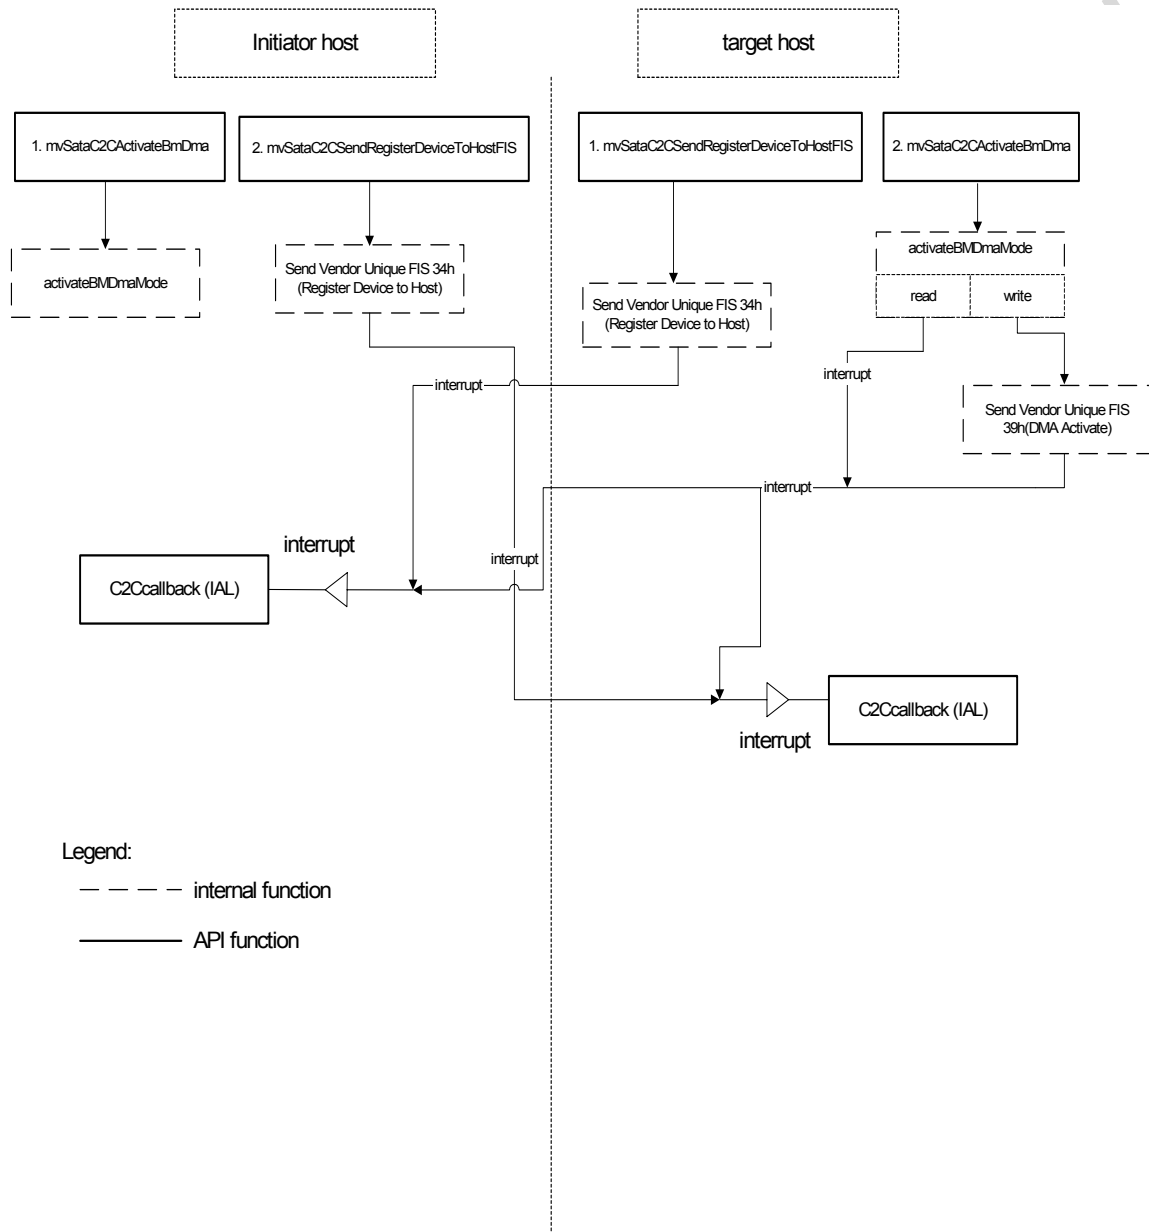 Initiator host
target host
1. mvSataC2CActivateBmDma
2. mvSataC2CSendRegisterDeviceToHostFIS
1. mvSataC2CSendRegisterDeviceToHostFIS
2. mvSataC2CActivateBmDma
activateBMDmaMode
Send Vendor Unique FIS 34h
(Register Device to Host)
Send Vendor Unique FIS 34h
(Register Device to Host)
activateBMDmaMode
read
write
interrupt
interrupt
Send Vendor Unique FIS
39h(DMA Activate)
interrupt
interrupt
interrupt
C2Ccallback (IAL)
C2Ccallback (IAL)
interrupt
Legend:
internal function
API function